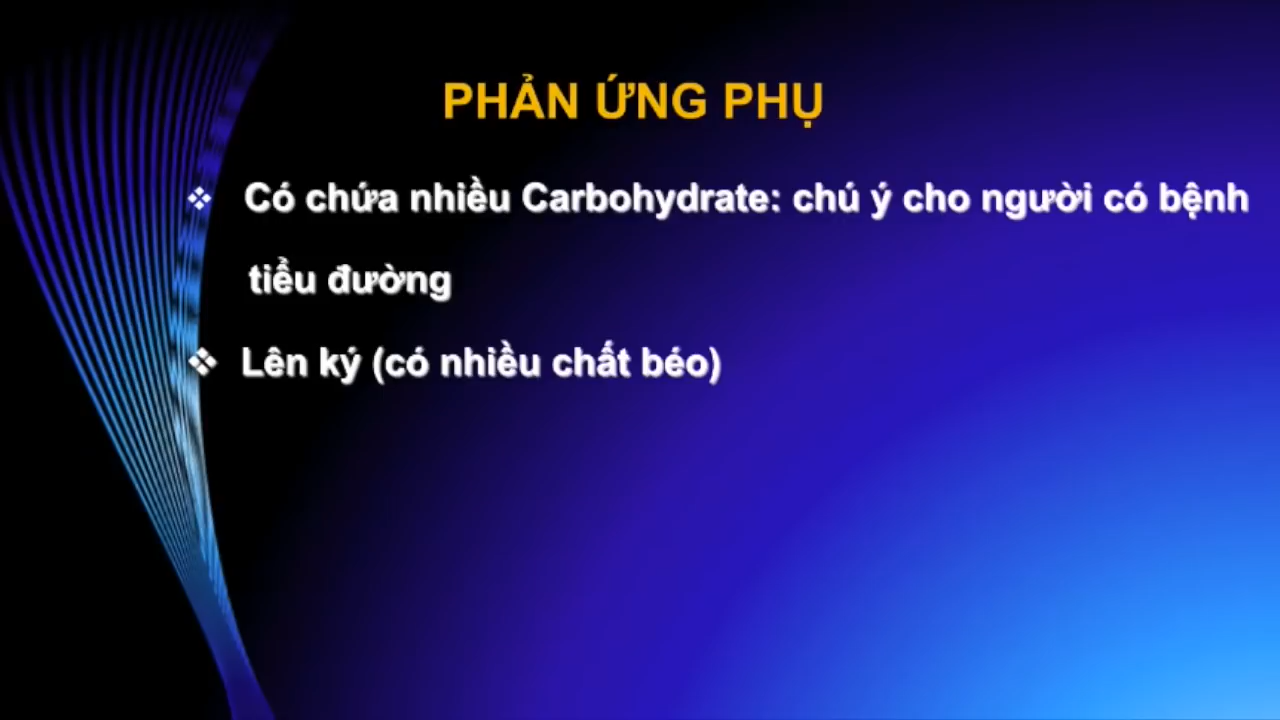 PHẢN ỨNG PHỤ
❖ Có chứa nhiều Carbohydrate: chú ý cho người có bệnh
tiểu đường
❖ Lên ký (có nhiều chất béo)